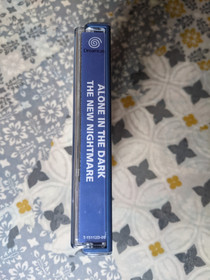 ALONE IN THE DARK
THE NEW NIGHTMARE